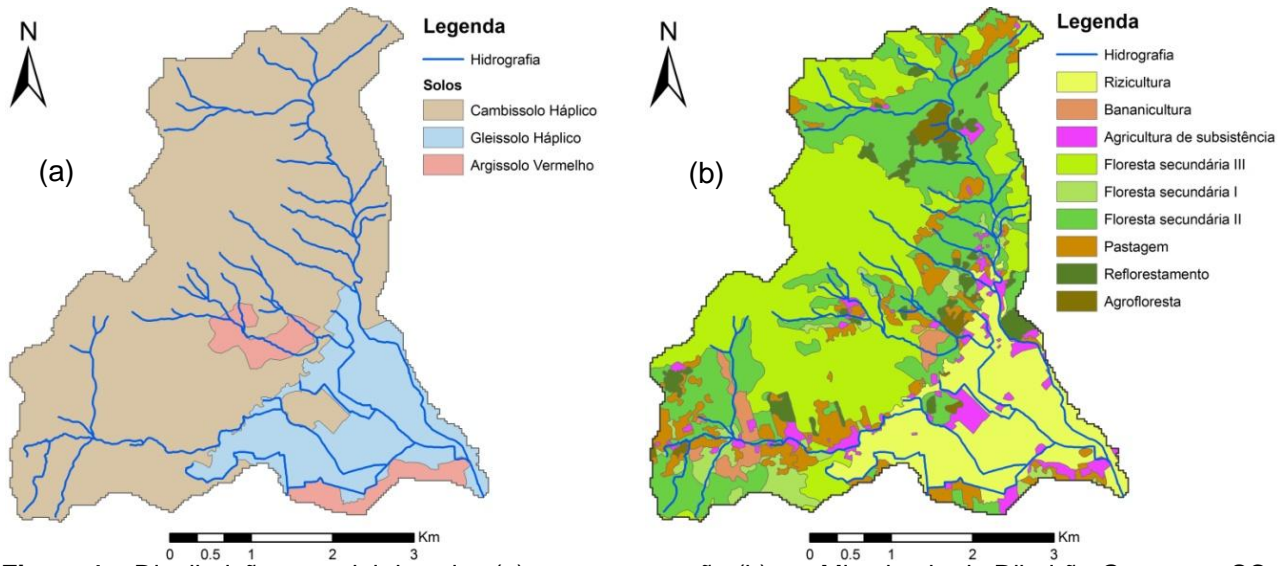 N
Legenda
Hidrografia
Solos
Cambissolo Háplico
Gleissolo Háplico
Argissolo Vermelho
(a)
Km
0 0.5 1 2 3
N
Legenda
Hidrografia
Rizicultura
Bananicultura
Agricultura de subsistência
Floresta secundária III
Floresta secundária I
Floresta secundária II
Pastagem
Reflorestamento
Agrofloresta
(b)
Km
0 0.5 1 2 3